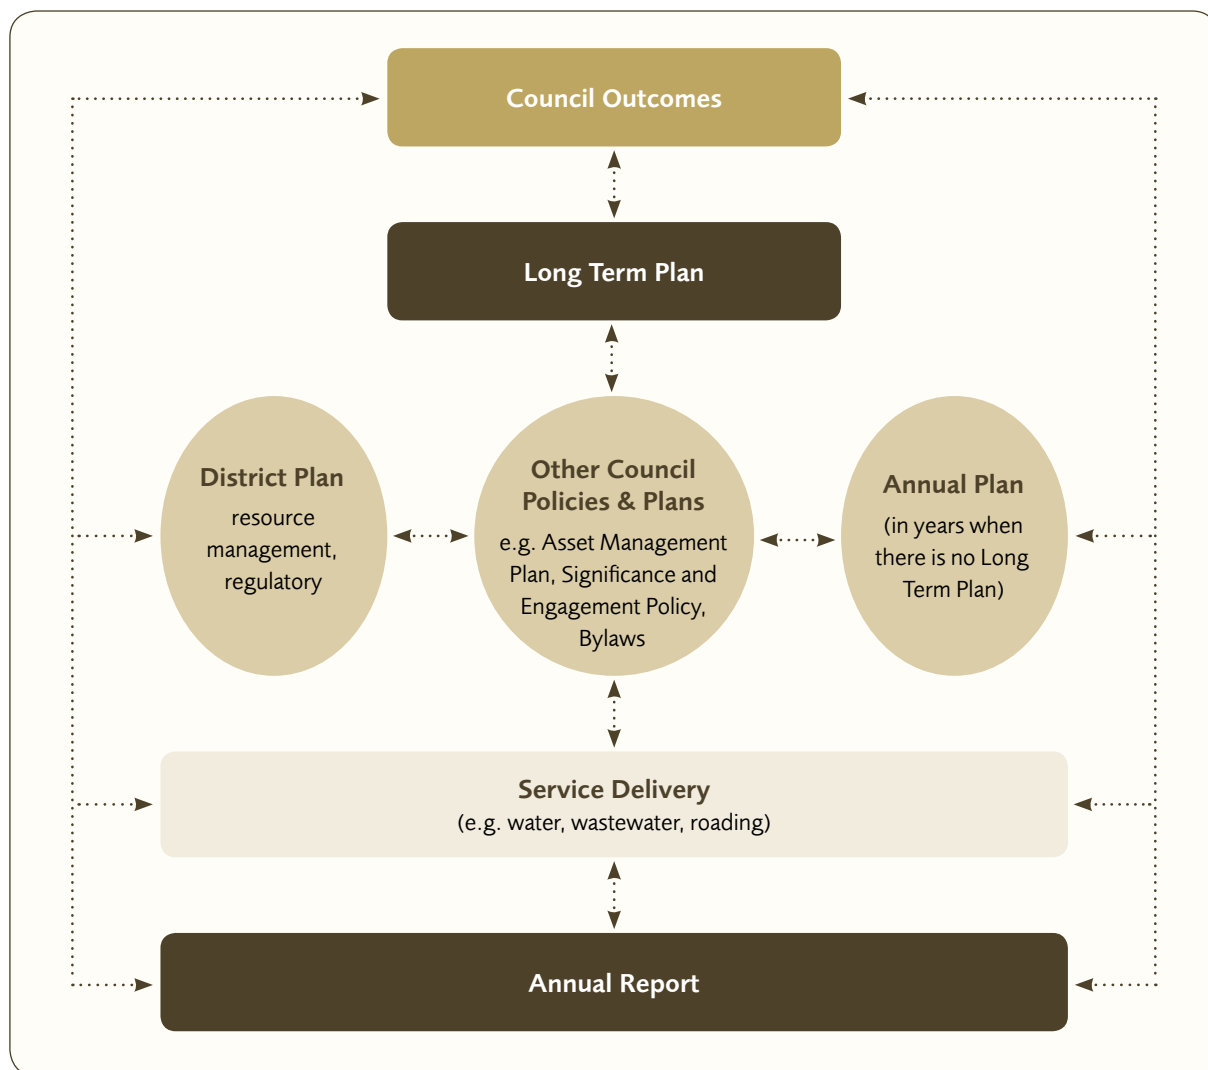 Council Outcomes
Long Term Plan
District Plan
resource
management,
regulatory
Other Council
Policies & Plans
e.g. Asset Management
Plan, Significance and
Engagement Policy,
Bylaws
Annual Plan
(in years when
there is no Long
Term Plan)
Service Delivery
(e.g. water, wastewater, roading)
Annual Report